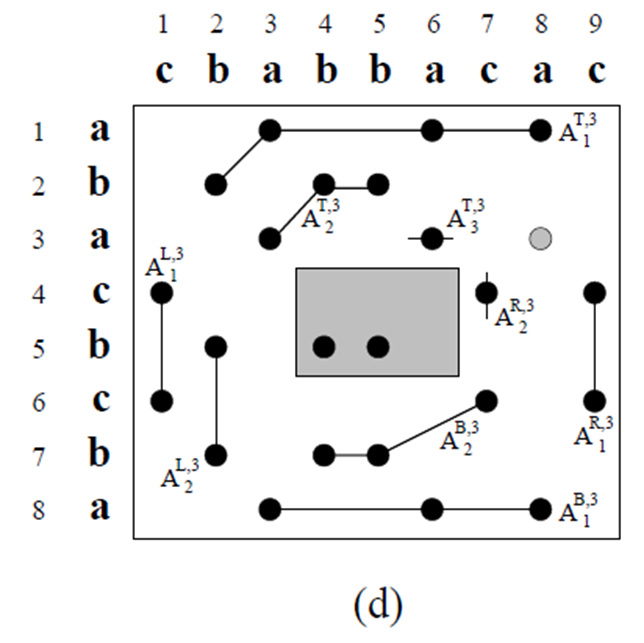 1 2 3 4 5 6 7 8 9
c b a b b a c a c
1 a A₁ᵀ,³
2 b
A₂ᵀ,³ A₃ᵀ,³
3 a
A₁ᴸ,³
4 c
A₂ᴿ,³
5 b
6 c
A₁ᴿ,³
A₂ᴮ,³
7 b
A₂ᴸ,³
8 a A₁ᴮ,³
(d)